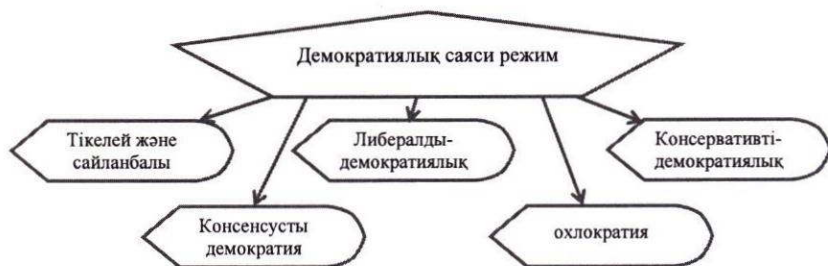 Демократиялық саяси режим
Тікелей және
сайланбалы
Либералды-
демократиялық
Консервативті-
демократиялық
Консенсусты
демократия
охлократия